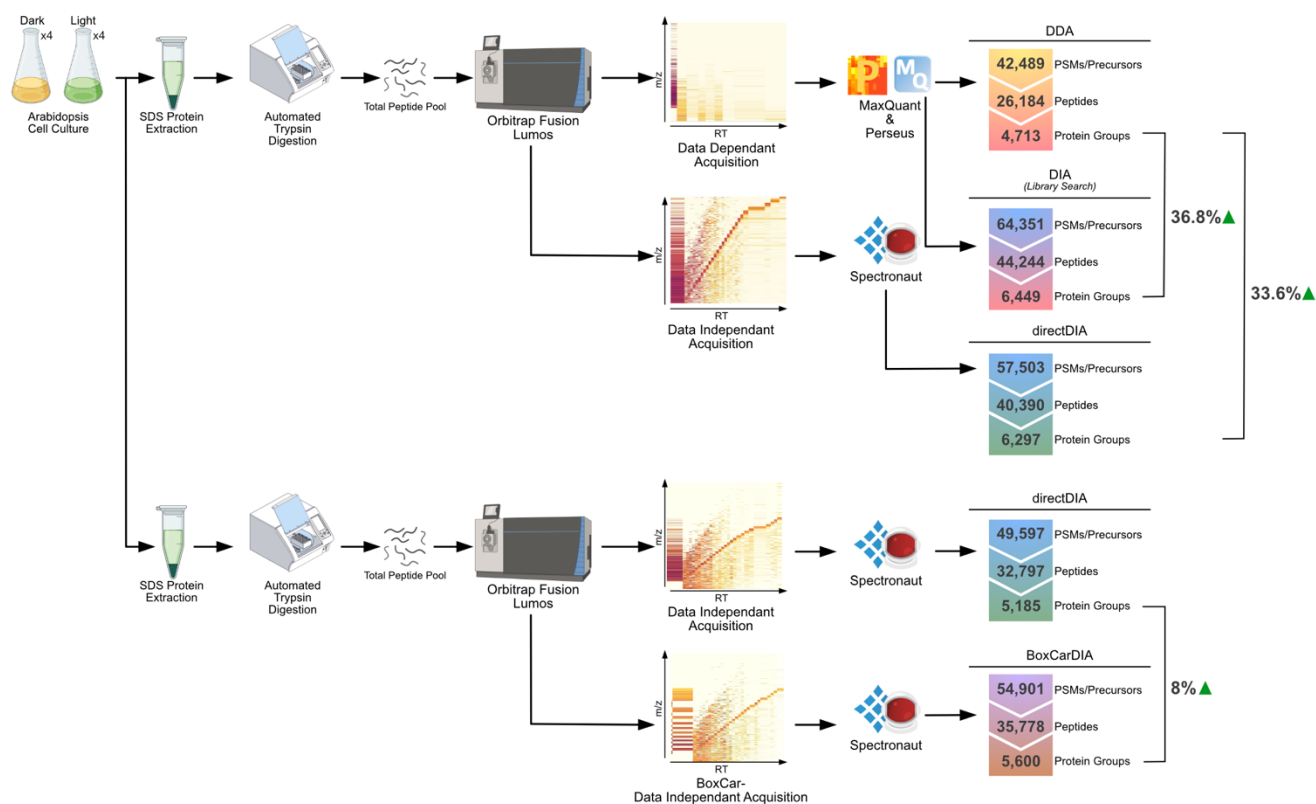 Dark
x4
Light
x4
Arabidopsis
Cell Culture
SDS Protein
Extraction
Automated
Trypsin
Digestion
Total Peptide Pool
Orbitrap Fusion
Lumos
m/z
RT
Data Dependant
Acquisition
P
MQ
MaxQuant
&
Perseus
DDA
42,489
PSMs/Precursors
26,184
Peptides
4,713
Protein Groups
m/z
RT
Data Independant
Acquisition
Spectronaut
DIA
(Library Search)
64,351
PSMs/Precursors
44,244
Peptides
6,449
Protein Groups
36.8%
33.6%
directDIA
57,503
PSMs/Precursors
40,390
Peptides
6,297
Protein Groups
SDS Protein
Extraction
Automated
Trypsin
Digestion
Total Peptide Pool
Orbitrap Fusion
Lumos
m/z
RT
Data Independant
Acquisition
Spectronaut
directDIA
49,597
PSMs/Precursors
32,797
Peptides
5,185
Protein Groups
m/z
RT
BoxCar-
Data Independant Acquisition
Spectronaut
BoxCarDIA
54,901
PSMs/Precursors
35,778
Peptides
5,600
Protein Groups
8%